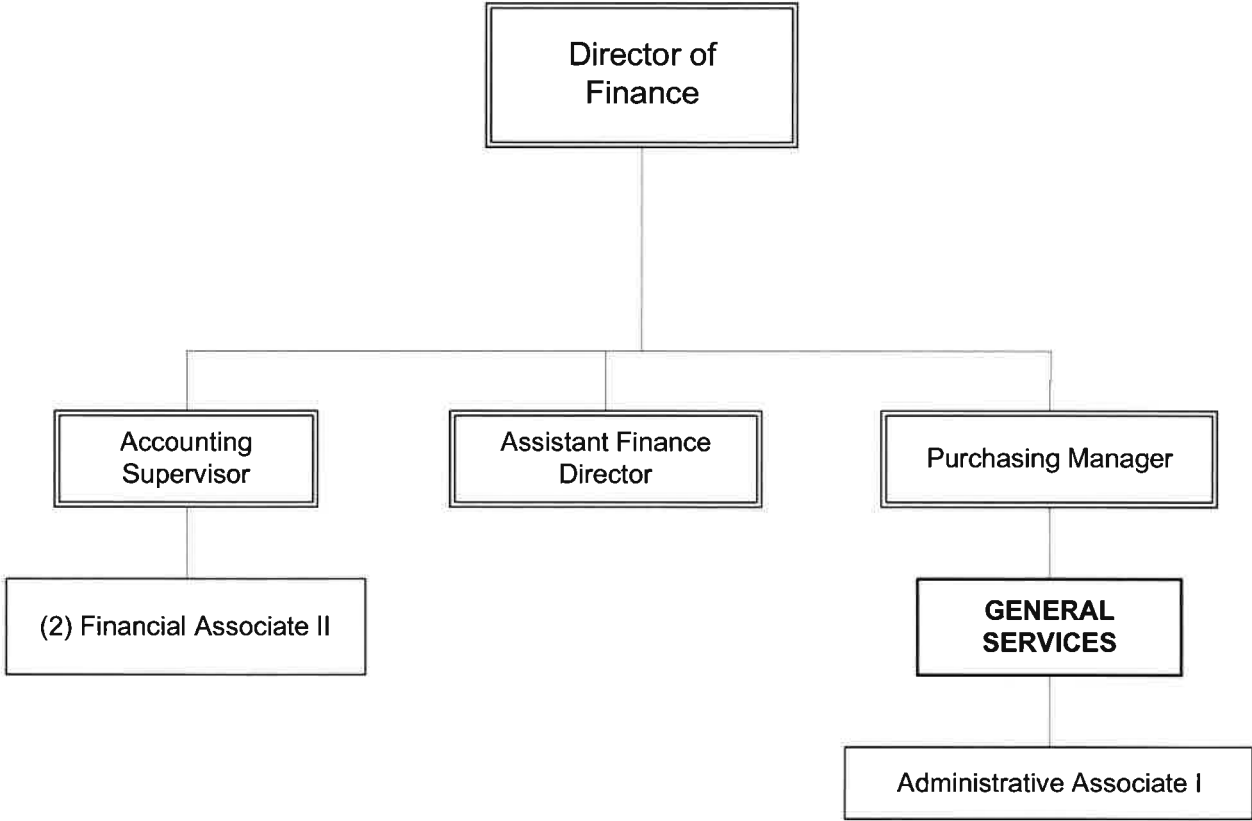 Director of
Finance
Accounting
Supervisor
Assistant Finance
Director
Purchasing Manager
(2) Financial Associate II
GENERAL
SERVICES
Administrative Associate I